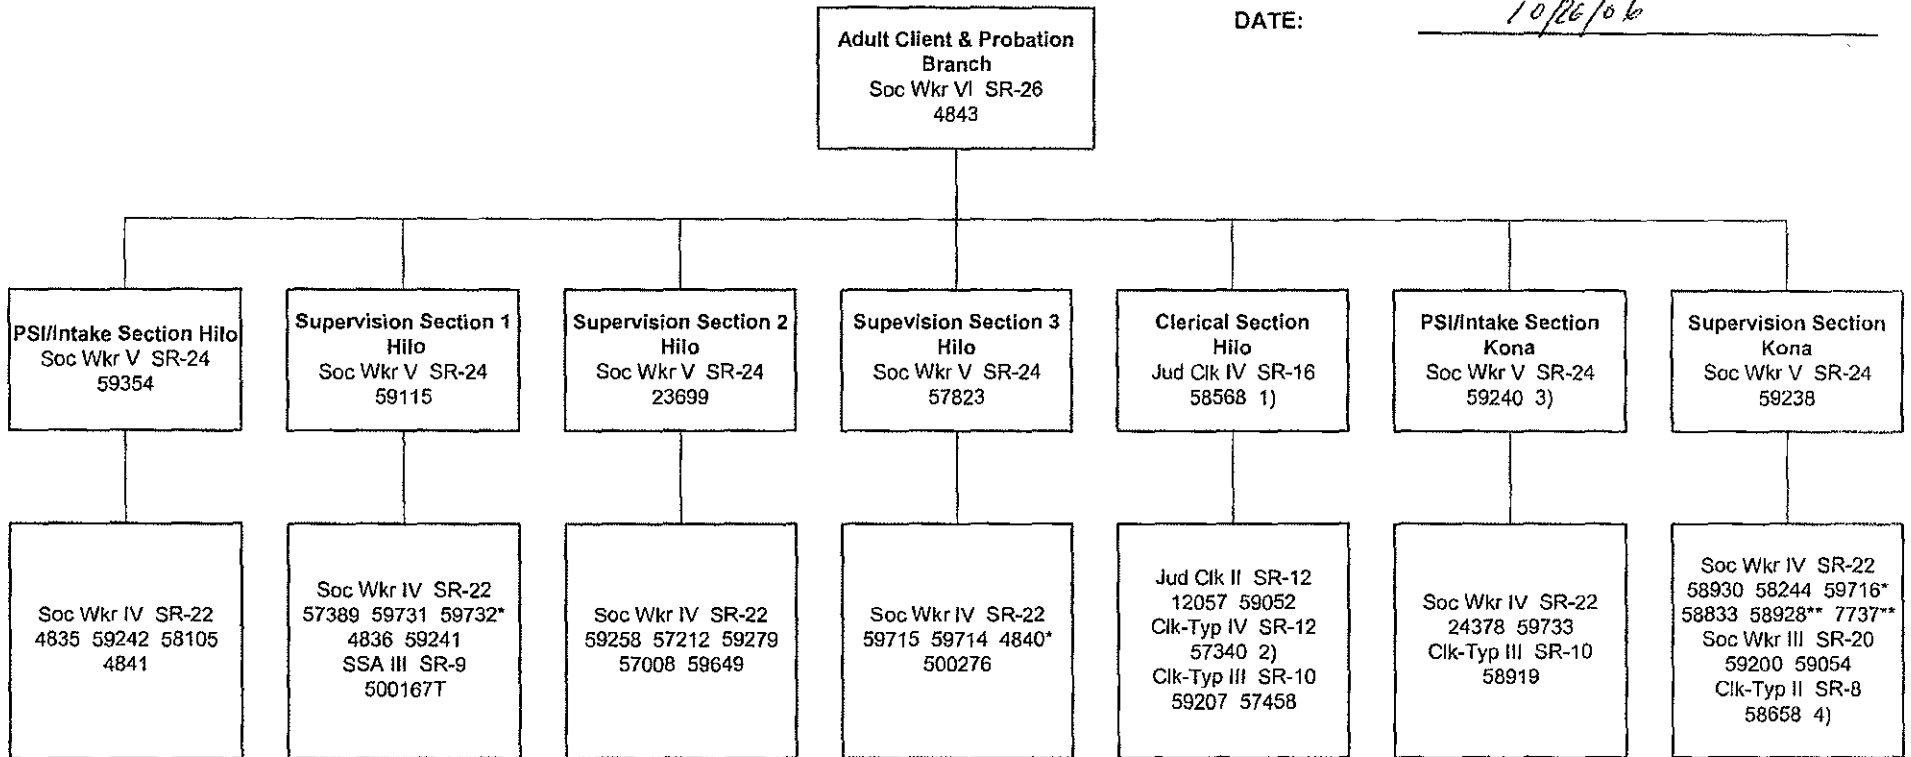 DATE: 10/26/06
Adult Client & Probation
Branch
Soc Wkr VI SR-26
4843
PSI/Intake Section Hilo
Soc Wkr V SR-24
59354
Supervision Section 1
Hilo
Soc Wkr V SR-24
59115
Supervision Section 2
Hilo
Soc Wkr V SR-24
23699
Supevision Section 3
Hilo
Soc Wkr V SR-24
57823
Clerical Section
Hilo
Jud Clk IV SR-16
58568 1)
PSI/Intake Section
Kona
Soc Wkr V SR-24
59240 3)
Supervision Section
Kona
Soc Wkr V SR-24
59238
Soc Wkr IV SR-22
4835 59242 58105
4841
Soc Wkr IV SR-22
57389 59731 59732*
4836 59241
SSA III SR-9
500167T
Soc Wkr IV SR-22
59258 57212 59279
57008 59649
Soc Wkr IV SR-22
59715 59714 4840*
500276
Jud Clk II SR-12
12057 59052
Clk-Typ IV SR-12
57340 2)
Clk-Typ III SR-10
59207 57458
Soc Wkr IV SR-22
24378 59733
Clk-Typ III SR-10
58919
Soc Wkr IV SR-22
58930 58244 59716*
58833 58928** 7737**
Soc Wkr III SR-20
59200 59054
Clk-Typ II SR-8
58658 4)